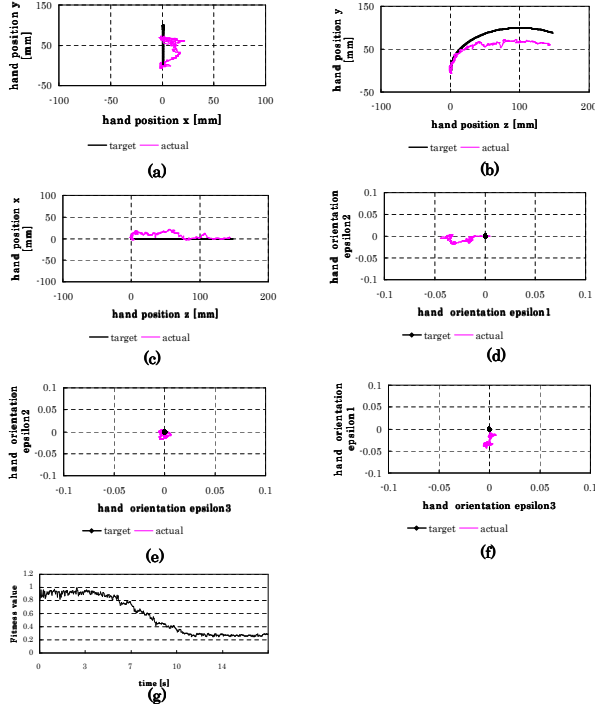 hand position y
[mm]
150
50
-50
-100 -50 0 50 100
hand position x [mm]
target actual
(a)
hand position y
[mm]
150
50
-50
-100 0 100 200
hand position z [mm]
target actual
(b)
hand position x
[mm]
100
50
0
-50
-100
-100 0 100 200
hand position z [mm]
target actual
(c)
hand orientation
epsilon2
0.1
0.05
0
-0.05
-0.1
-0.1 -0.05 0 0.05 0.1
hand orientation epsilon1
target actual
(d)
hand orientation
epsilon2
0.1
0.05
0
-0.05
-0.1
-0.1 -0.05 0 0.05 0.1
hand orientation epsilon3
target actual
(e)
hand orientation
epsilon1
0.1
0.05
0
-0.05
-0.1
-0.1 -0.05 0 0.05 0.1
hand orientation epsilon3
target actual
(f)
Fitness value
1.2
1
0.8
0.6
0.4
0.2
0
0 3 7 10 14
time [s]
(g)